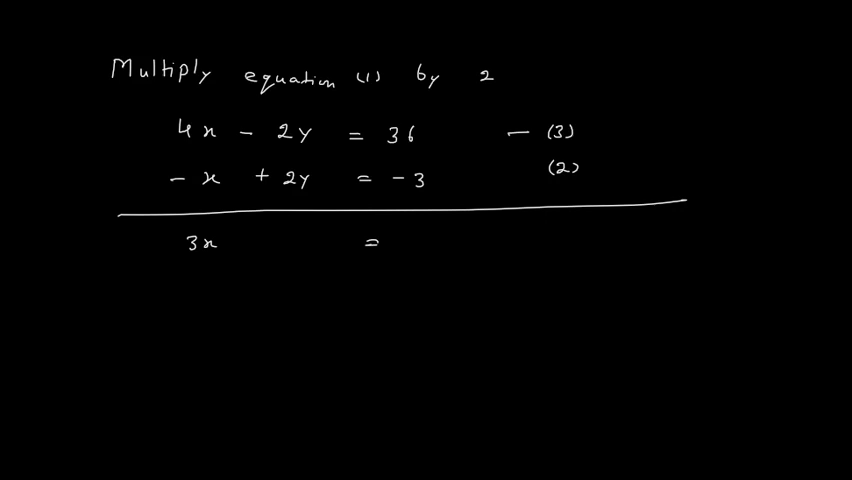 Multiply equation (1) by 2
4x - 2y = 36 — (3)
- x + 2y = - 3 (2)
3x =